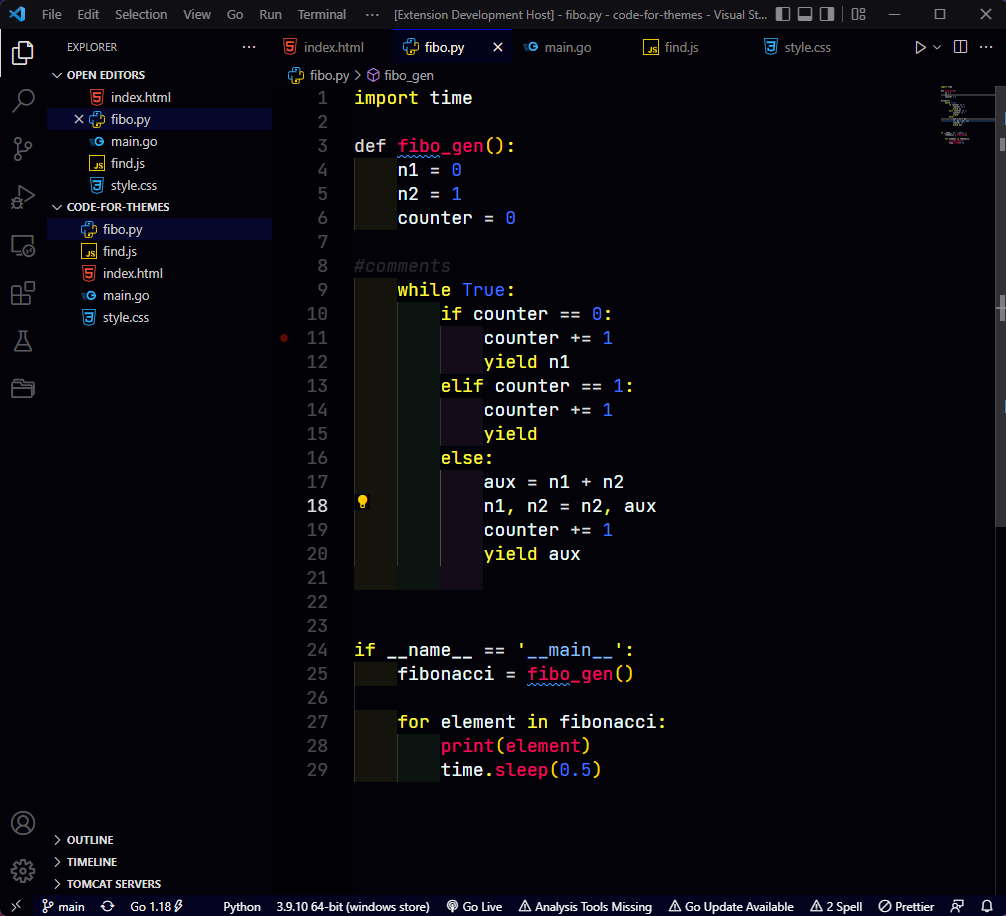 File Edit Selection View Go Run Terminal ··· [Extension Development Host] - fibo.py - code-for-themes - Visual St...
EXPLORER ···
index.html fibo.py main.go find.js style.css ···
OPEN EDITORS
index.html
fibo.py
main.go
find.js
style.css
CODE-FOR-THEMES
fibo.py
find.js
index.html
main.go
style.css
OUTLINE
TIMELINE
TOMCAT SERVERS
fibo.py > fibo_gen
1 import time
2
3 def fibo_gen():
4     n1 = 0
5     n2 = 1
6     counter = 0
7
8 #comments
9     while True:
10         if counter == 0:
11             counter += 1
12             yield n1
13         elif counter == 1:
14             counter += 1
15             yield
16         else:
17             aux = n1 + n2
18             n1, n2 = n2, aux
19             counter += 1
20             yield aux
21
22
23
24 if __name__ == '__main__':
25     fibonacci = fibo_gen()
26
27     for element in fibonacci:
28         print(element)
29         time.sleep(0.5)
main Go 1.18 Python 3.9.10 64-bit (windows store) Go Live Analysis Tools Missing Go Update Available 2 Spell Prettier